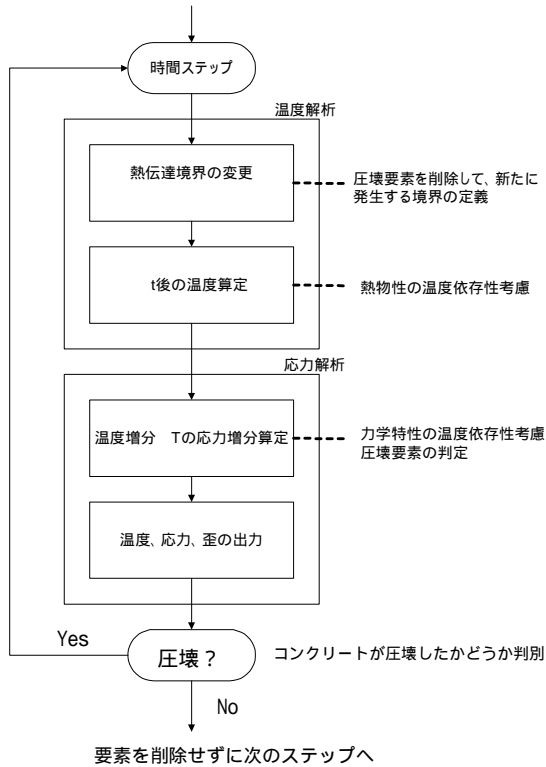 時間ステップ
温度解析
熱伝達境界の変更
圧壊要素を削除して、新たに
発生する境界の定義
t後の温度算定
熱物性の温度依存性考慮
応力解析
温度増分　Tの応力増分算定
力学特性の温度依存性考慮
圧壊要素の判定
温度、応力、歪の出力
Yes
圧壊？
コンクリートが圧壊したかどうか判別
No
要素を削除せずに次のステップへ